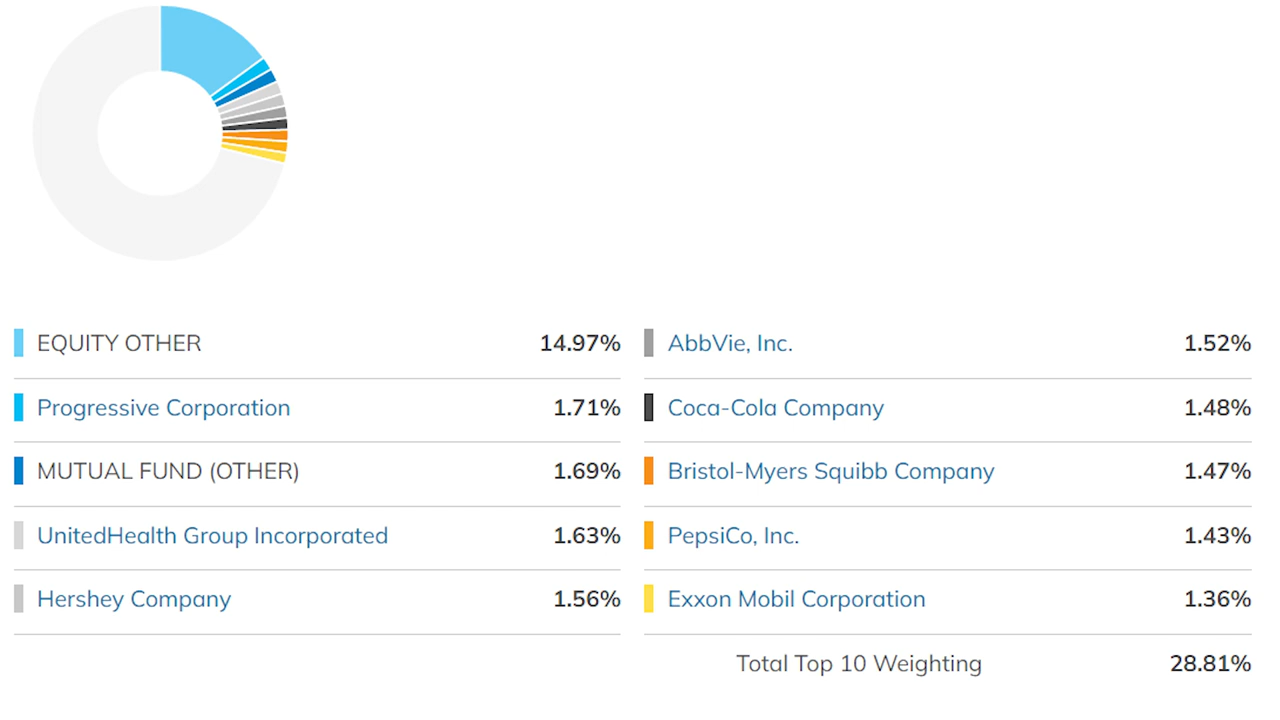 EQUITY OTHER 14.97%
Progressive Corporation 1.71%
MUTUAL FUND (OTHER) 1.69%
UnitedHealth Group Incorporated 1.63%
Hershey Company 1.56%
AbbVie, Inc. 1.52%
Coca-Cola Company 1.48%
Bristol-Myers Squibb Company 1.47%
PepsiCo, Inc. 1.43%
Exxon Mobil Corporation 1.36%
Total Top 10 Weighting 28.81%